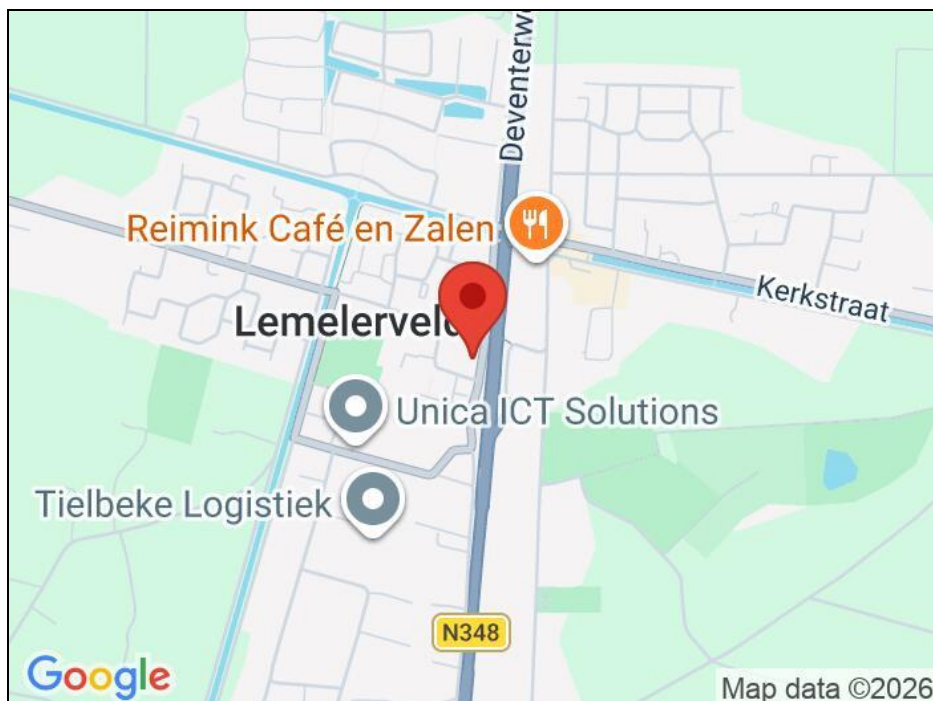 Deventerw
Reimink Café en Zalen
Kerkstraat
Lemelervel
Unica ICT Solutions
Tielbeke Logistiek
N348
Google
Map data ©2026